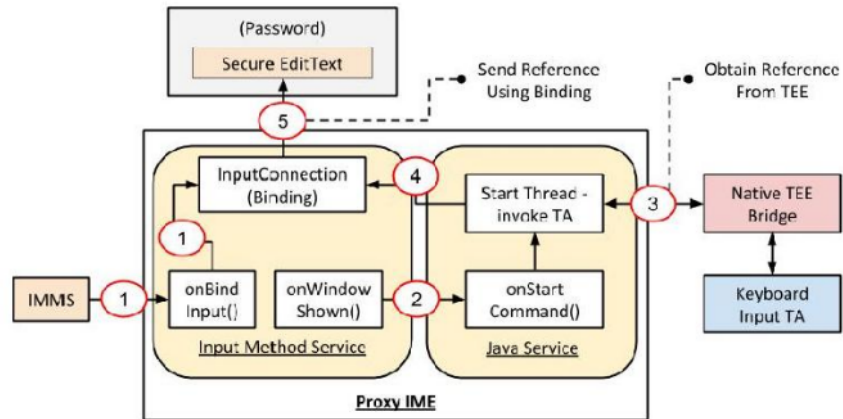 (Password)
Secure EditText
Send Reference
Using Binding
Obtain Reference
From TEE
5
InputConnection
(Binding)
4
Start Thread -
invoke TA
3
Native TEE
Bridge
1
IMMS
1
onBind
Input()
onWindow
Shown()
2
onStart
Command()
Keyboard
Input TA
Input Method Service
Java Service
Proxy IME